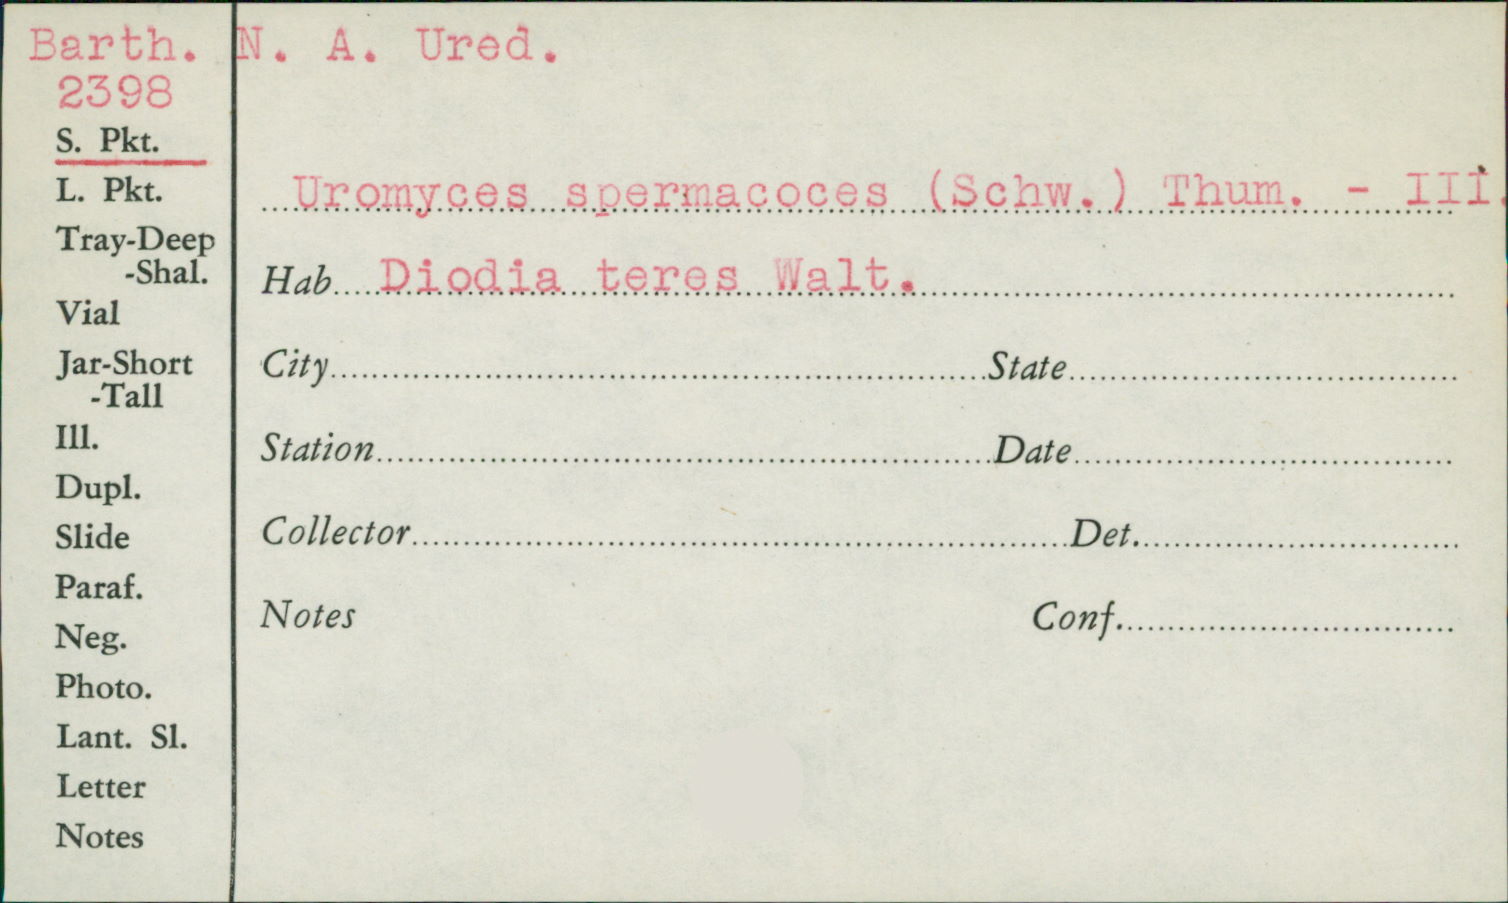 Barth. N. A. Ured.
2398
S. Pkt.
L. Pkt.
Tray-Deep
-Shal.
Vial
Jar-Short
-Tall
Ill.
Dupl.
Slide
Paraf.
Neg.
Photo.
Lant. Sl.
Letter
Notes
Uromyces spermacoces (Schw.) Thum. - III.
Hab. Diodia teres Walt.
City State
Station Date
Collector Det.
Notes Conf.